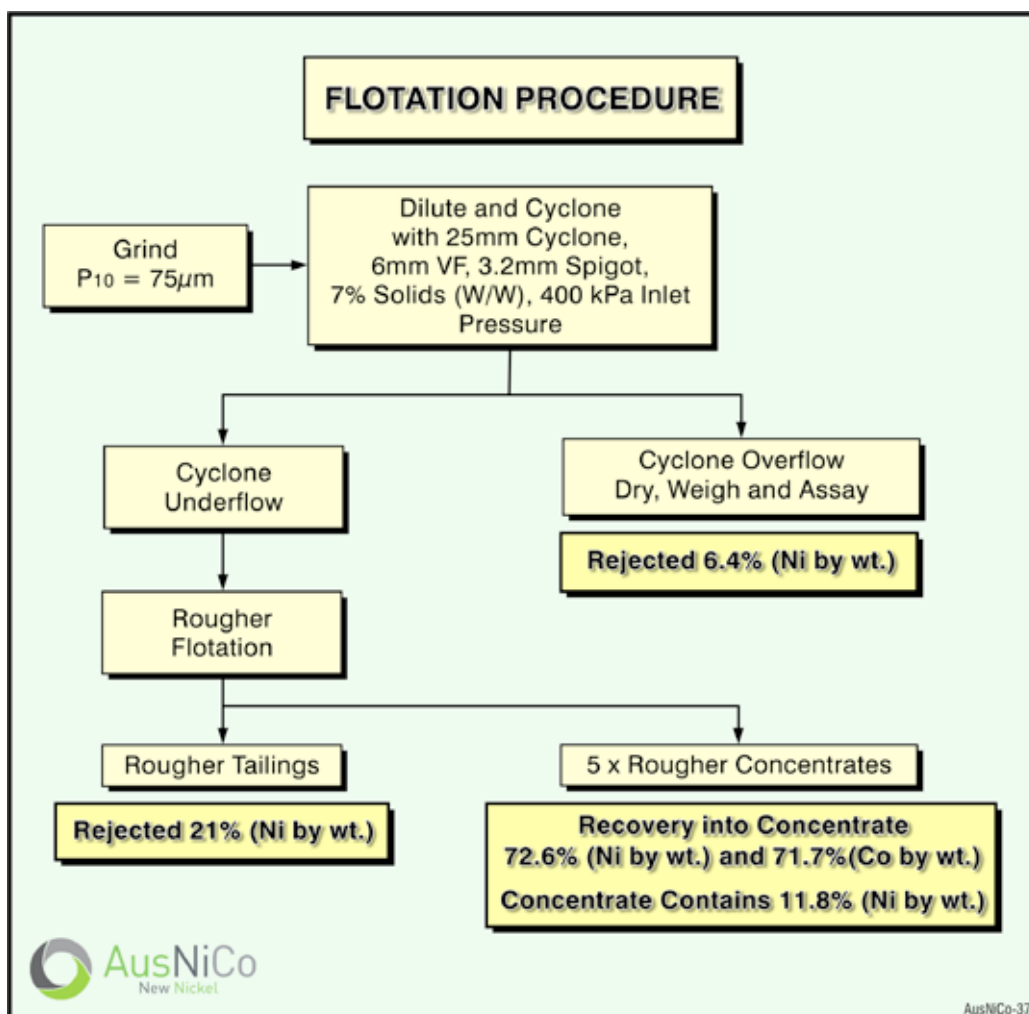 FLOTATION PROCEDURE
Grind
P10 = 75µm
Dilute and Cyclone
with 25mm Cyclone,
6mm VF, 3.2mm Spigot,
7% Solids (W/W), 400 kPa Inlet
Pressure
Cyclone
Underflow
Cyclone Overflow
Dry, Weigh and Assay
Rejected 6.4% (Ni by wt.)
Rougher
Flotation
Rougher Tailings
Rejected 21% (Ni by wt.)
5 x Rougher Concentrates
Recovery into Concentrate
72.6% (Ni by wt.) and 71.7%(Co by wt.)
Concentrate Contains 11.8% (Ni by wt.)
AusNiCo
New Nickel
AusNiCo-37